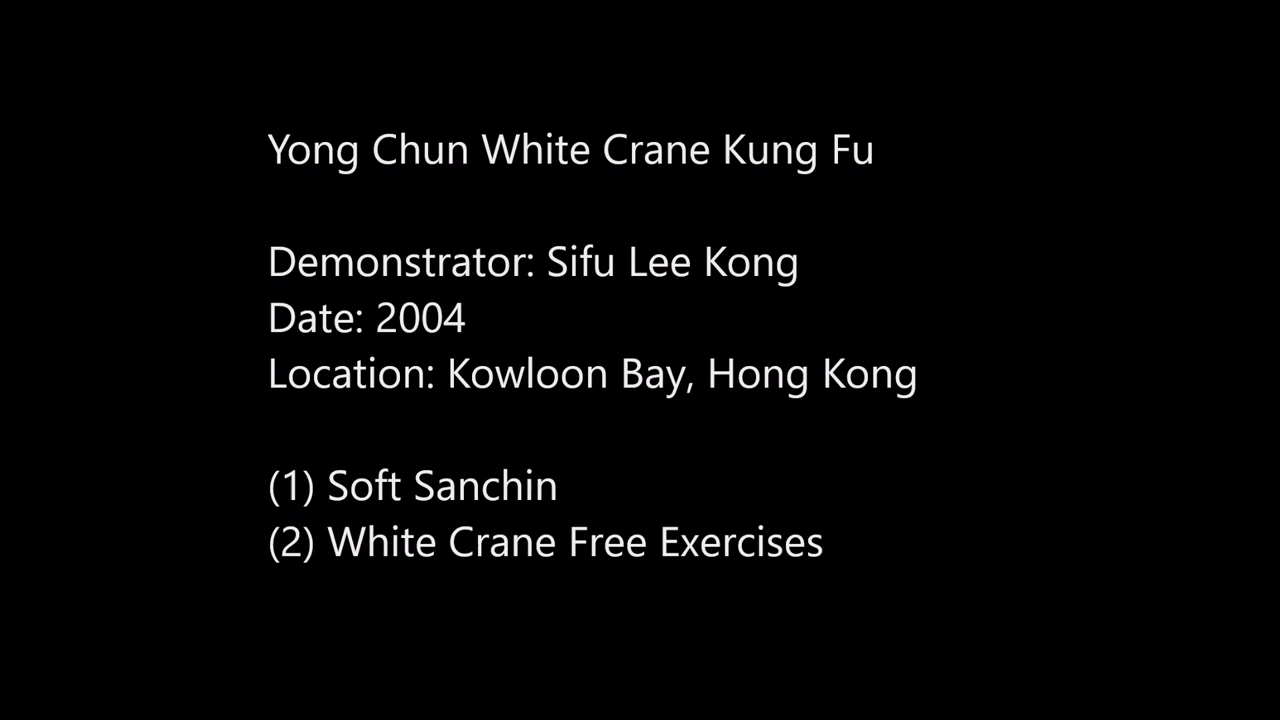 Yong Chun White Crane Kung Fu
Demonstrator: Sifu Lee Kong
Date: 2004
Location: Kowloon Bay, Hong Kong
(1) Soft Sanchin
(2) White Crane Free Exercises